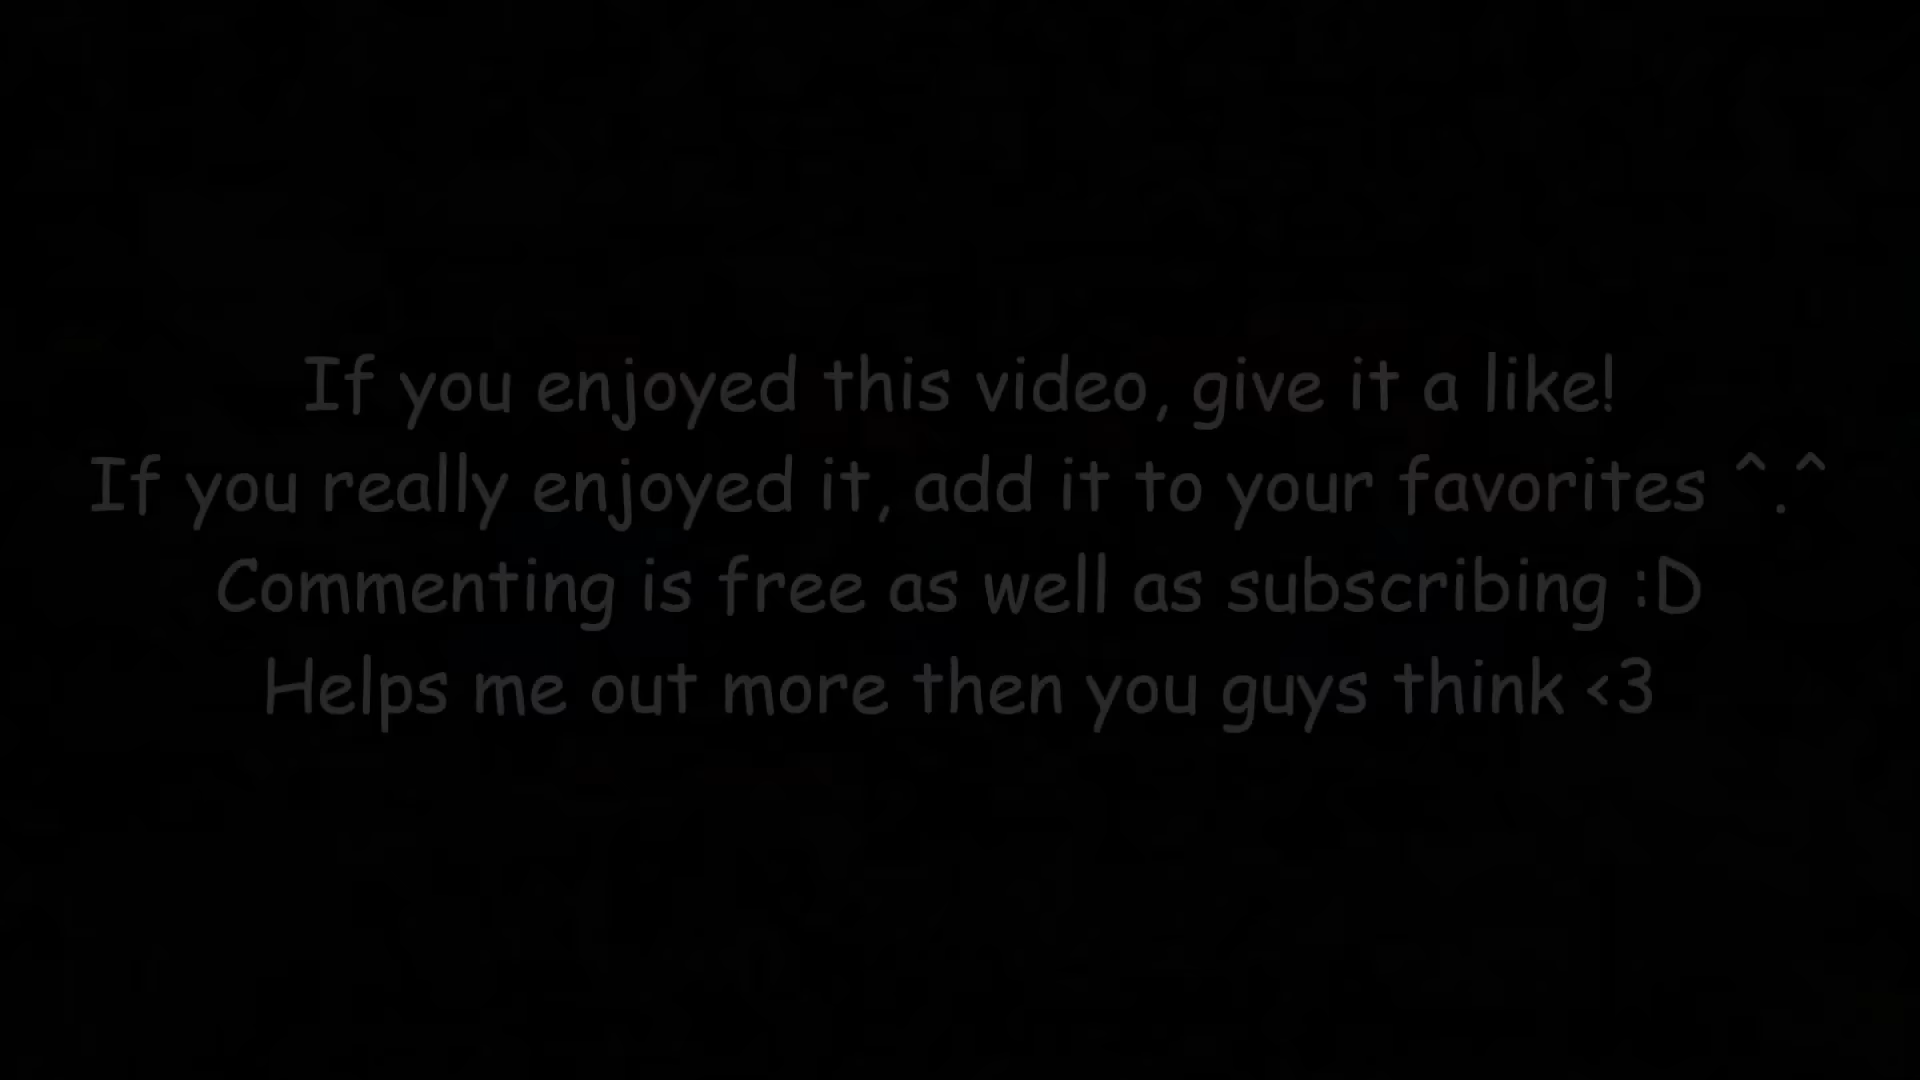 If you enjoyed this video, give it a like!
If you really enjoyed it, add it to your favorites ^.^
Commenting is free as well as subscribing :D
Helps me out more then you guys think <3